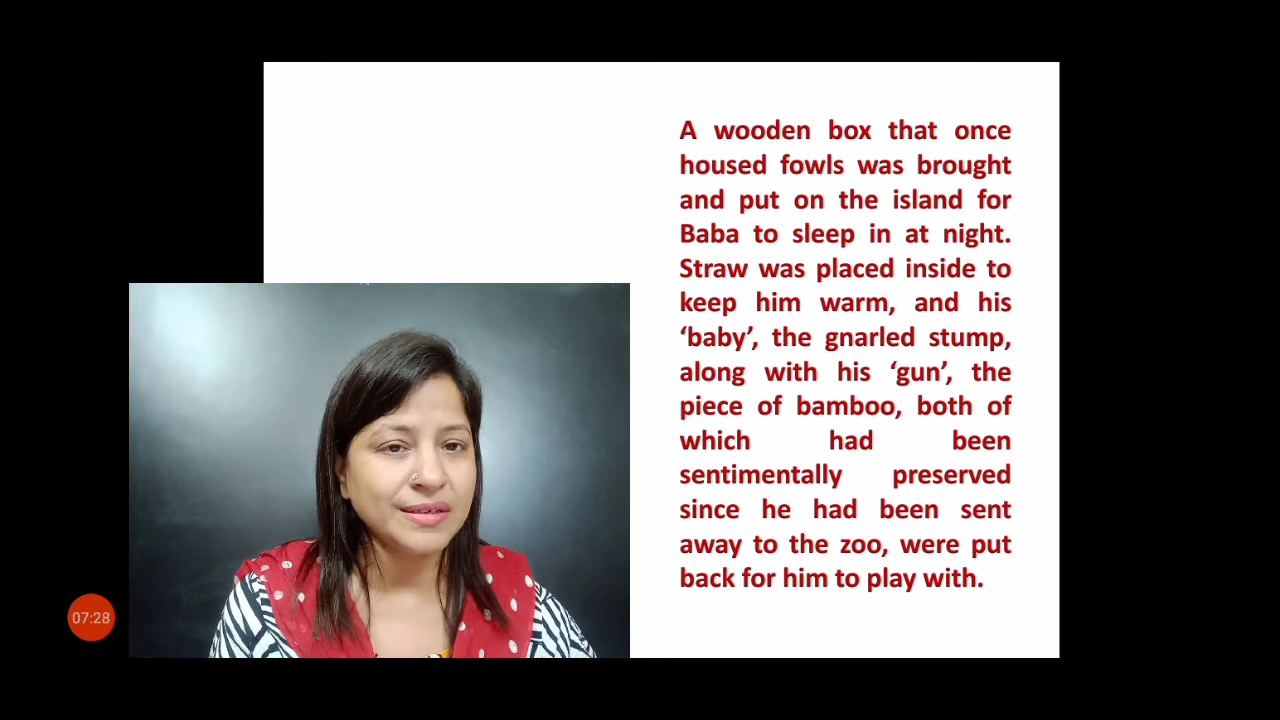 A wooden box that once
housed fowls was brought
and put on the island for
Baba to sleep in at night.
Straw was placed inside to
keep him warm, and his
‘baby’, the gnarled stump,
along with his ‘gun’, the
piece of bamboo, both of
which had been
sentimentally preserved
since he had been sent
away to the zoo, were put
back for him to play with.
07:28